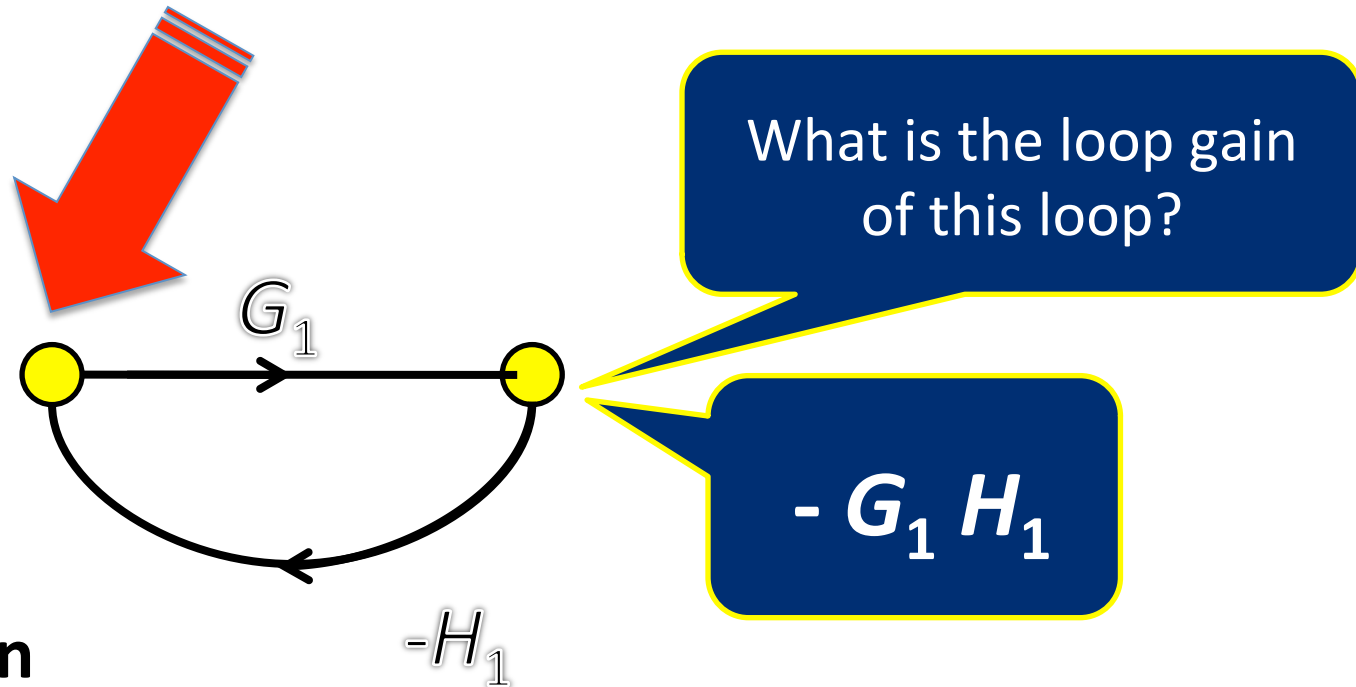 What is the loop gain
of this loop?
G₁
- G₁ H₁
-H₁
n